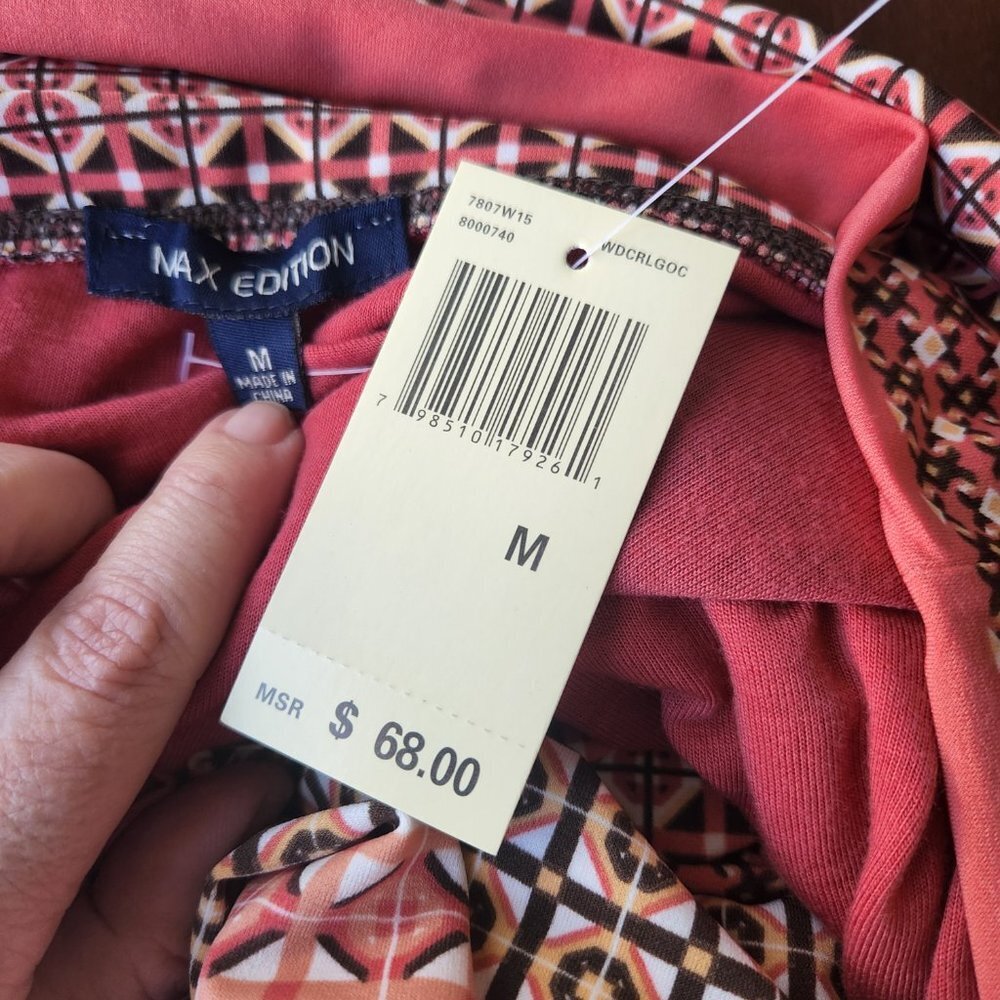 MAX EDITION
M
MADE IN
CHINA
7807W15
8000740
WDCRLGOC
7 98510 17926 1
M
MSR $ 68.00